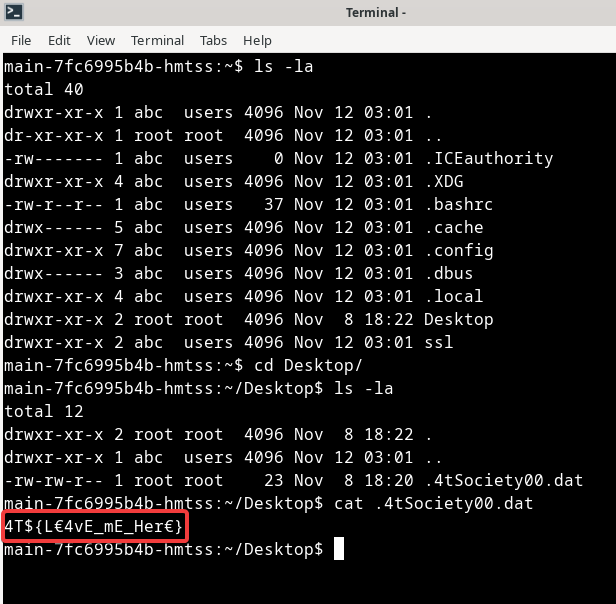 Terminal -
File Edit View Terminal Tabs Help
main-7fc6995b4b-hmtss:~$ ls -la
total 40
drwxr-xr-x 1 abc  users 4096 Nov 12 03:01 .
dr-xr-xr-x 1 root root  4096 Nov 12 03:01 ..
-rw------- 1 abc  users    0 Nov 12 03:01 .ICEauthority
drwxr-xr-x 4 abc  users 4096 Nov 12 03:01 .XDG
-rw-r--r-- 1 abc  users   37 Nov 12 03:01 .bashrc
drwx------ 5 abc  users 4096 Nov 12 03:01 .cache
drwxr-xr-x 7 abc  users 4096 Nov 12 03:01 .config
drwx------ 3 abc  users 4096 Nov 12 03:01 .dbus
drwxr-xr-x 4 abc  users 4096 Nov 12 03:01 .local
drwxr-xr-x 2 root root  4096 Nov  8 18:22 Desktop
drwxr-xr-x 2 abc  users 4096 Nov 12 03:01 ssl
main-7fc6995b4b-hmtss:~$ cd Desktop/
main-7fc6995b4b-hmtss:~/Desktop$ ls -la
total 12
drwxr-xr-x 2 root root  4096 Nov  8 18:22 .
drwxr-xr-x 1 abc  users 4096 Nov 12 03:01 ..
-rw-rw-r-- 1 root root    23 Nov  8 18:20 .4tSociety00.dat
main-7fc6995b4b-hmtss:~/Desktop$ cat .4tSociety00.dat
4T${L€4vE_mE_Her€}
main-7fc6995b4b-hmtss:~/Desktop$